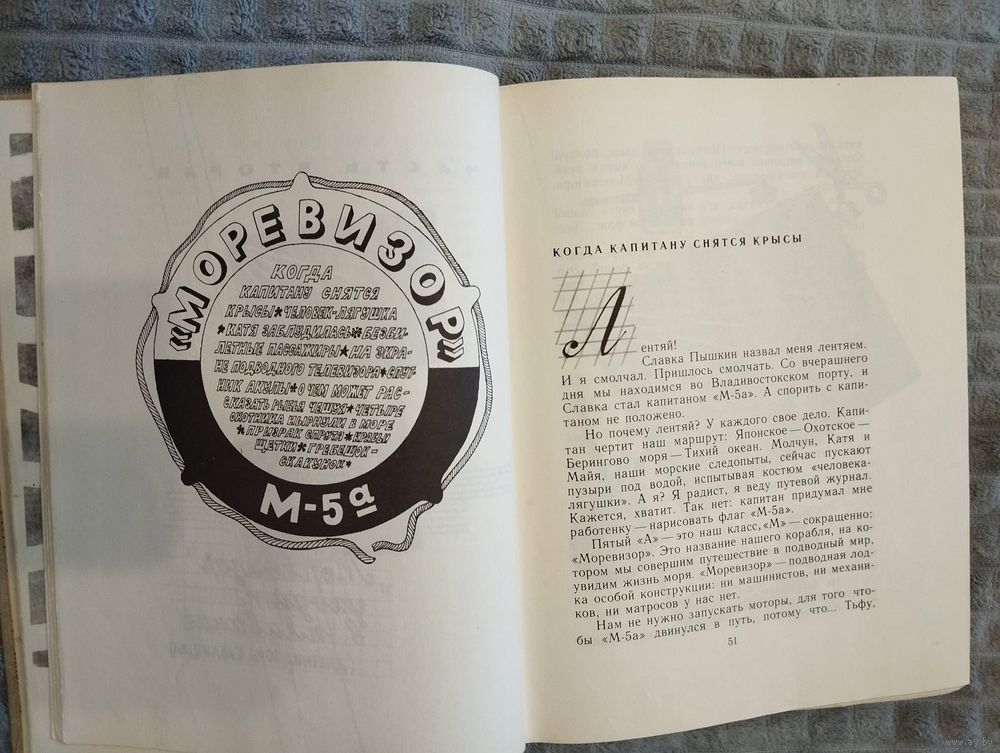 «МОРЕВИЗОР»
КОГДА
КАПИТАНУ СНЯТСЯ
КРЫСЫ★ЧЕЛОВЕК-ЛЯГУШКА
★КАТЯ ЗАБЛУДИЛАСЬ★БЕЗБИ-
ЛЕТНЫЕ ПАССАЖИРЫ★НА ЭКРА-
НЕ ПОДВОДНОГО ТЕЛЕВИЗОРА★СПУТ-
НИК АКУЛЫ★О ЧЕМ МОЖЕТ РАС-
СКАЗАТЬ РЫБЬЯ ЧЕШУЯ★ЧЕТЫРЕ
ОХОТНИКА НЫРНУЛИ В МОРЕ
★ПРИЗРАК СПРУТА★КРАБЬИ
ЩЕТКИ★ГРЕБЕШОК-
СКАКУНОК★
М-5а
КОГДА КАПИТАНУ СНЯТСЯ КРЫСЫ
Лентяй!
Славка Пышкин назвал меня лентяем.
И я смолчал. Пришлось смолчать. Со вчерашнего
дня мы находимся во Владивостокском порту, и
Славка стал капитаном «М-5а». А спорить с капи-
таном не положено.
Но почему лентяй? У каждого свое дело. Капи-
тан чертит наш маршрут: Японское—Охотское—
Берингово моря—Тихий океан. Молчун, Катя и
Майя, наши морские следопыты, сейчас пускают
пузыри под водой, испытывая костюм «человека-
лягушки». А я? Я радист, я веду путевой журнал.
Кажется, хватит. Так нет: капитан придумал мне
работенку—нарисовать флаг «М-5а».
Пятый «А»—это наш класс, «М»—сокращенно:
«Моревизор». Это название нашего корабля, на ко-
тором мы совершим путешествие в подводный мир,
увидим жизнь моря. «Моревизор»—подводная лод-
ка особой конструкции: ни машинистов, ни механи-
ков, ни матросов у нас нет.
Нам не нужно запускать моторы, для того что-
бы «М-5а» двинулся в путь, потому что... Тьфу,
51
www.ay.by